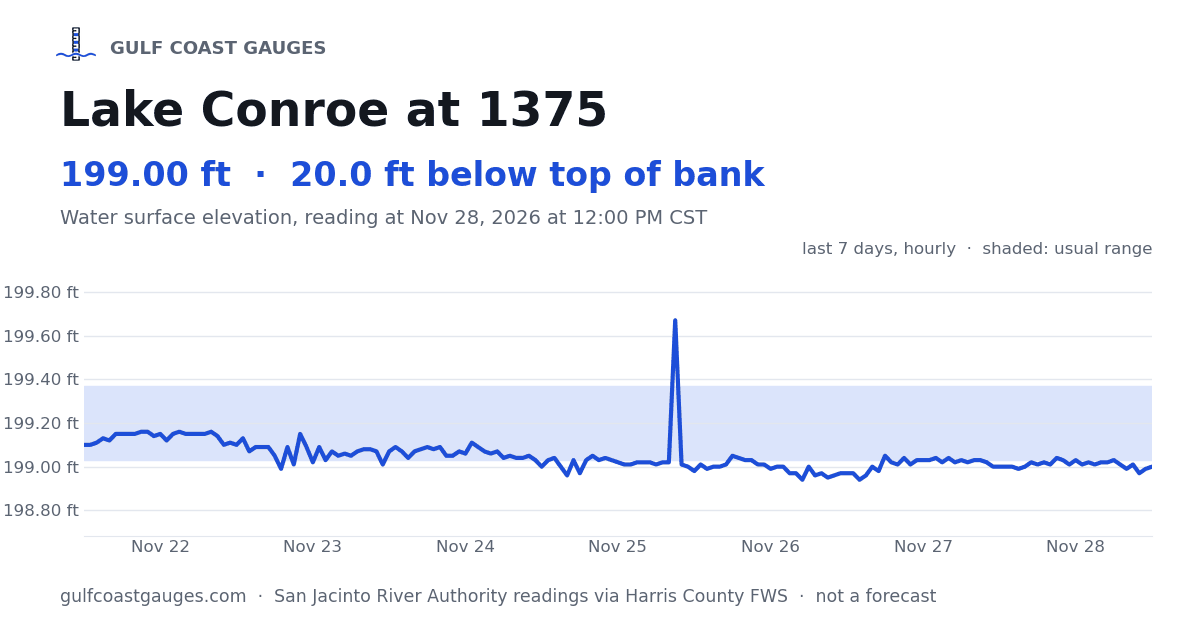 GULF COAST GAUGES
Lake Conroe at 1375
199.00 ft · 20.0 ft below top of bank
Water surface elevation, reading at Nov 28, 2026 at 12:00 PM CST
last 7 days, hourly · shaded: usual range
199.80 ft
199.60 ft
199.40 ft
199.20 ft
199.00 ft
198.80 ft
Nov 22 Nov 23 Nov 24 Nov 25 Nov 26 Nov 27 Nov 28
gulfcoastgauges.com · San Jacinto River Authority readings via Harris County FWS · not a forecast